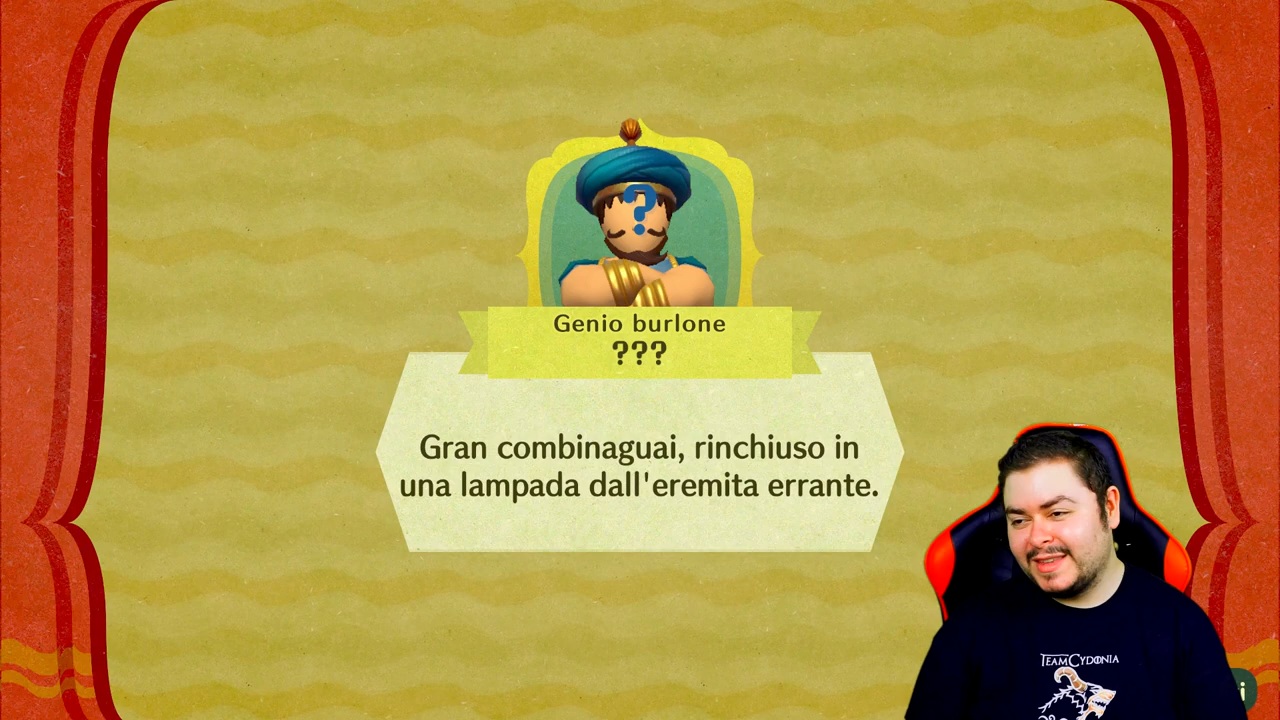 ?
Genio burlone
???
Gran combinaguai, rinchiuso in
una lampada dall'eremita errante.
TEAMCYDONIA
i